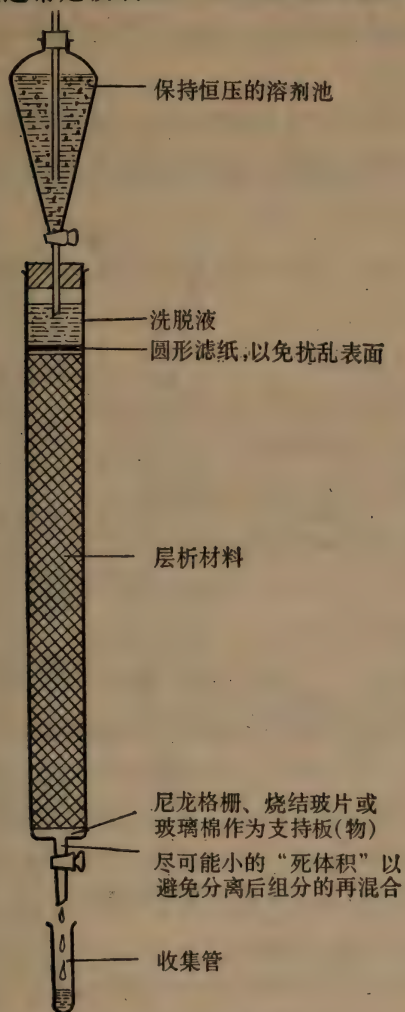 保持恒压的溶剂池
洗脱液
圆形滤纸,以免扰乱表面
层析材料
尼龙格栅、烧结玻片或
玻璃棉作为支持板(物)
尽可能小的“死体积”以
避免分离后组分的再混合
收集管